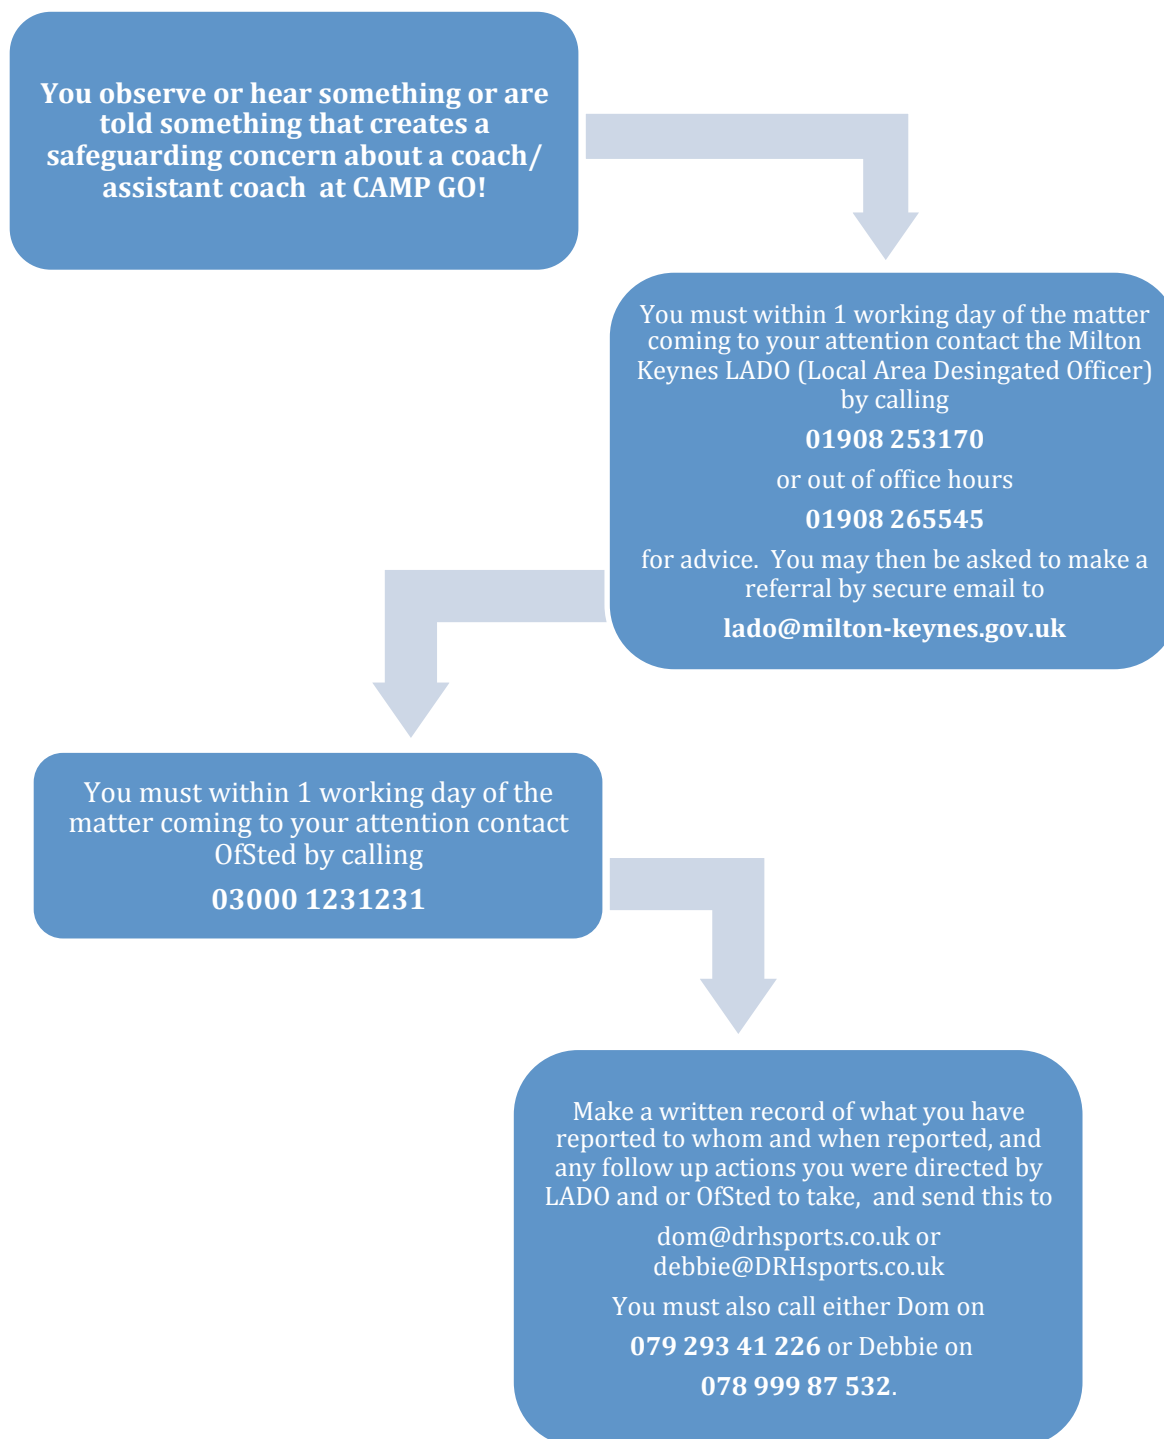 You observe or hear something or are
told something that creates a
safeguarding concern about a coach/
assistant coach  at CAMP GO!
You must within 1 working day of the matter
coming to your attention contact the Milton
Keynes LADO (Local Area Desingated Officer)
by calling
01908 253170
or out of office hours
01908 265545
for advice.  You may then be asked to make a
referral by secure email to
lado@milton-keynes.gov.uk
You must within 1 working day of the
matter coming to your attention contact
OfSted by calling
03000 1231231
Make a written record of what you have
reported to whom and when reported, and
any follow up actions you were directed by
LADO and or OfSted to take,  and send this to
dom@drhsports.co.uk or
debbie@DRHsports.co.uk
You must also call either Dom on
079 293 41 226 or Debbie on
078 999 87 532.